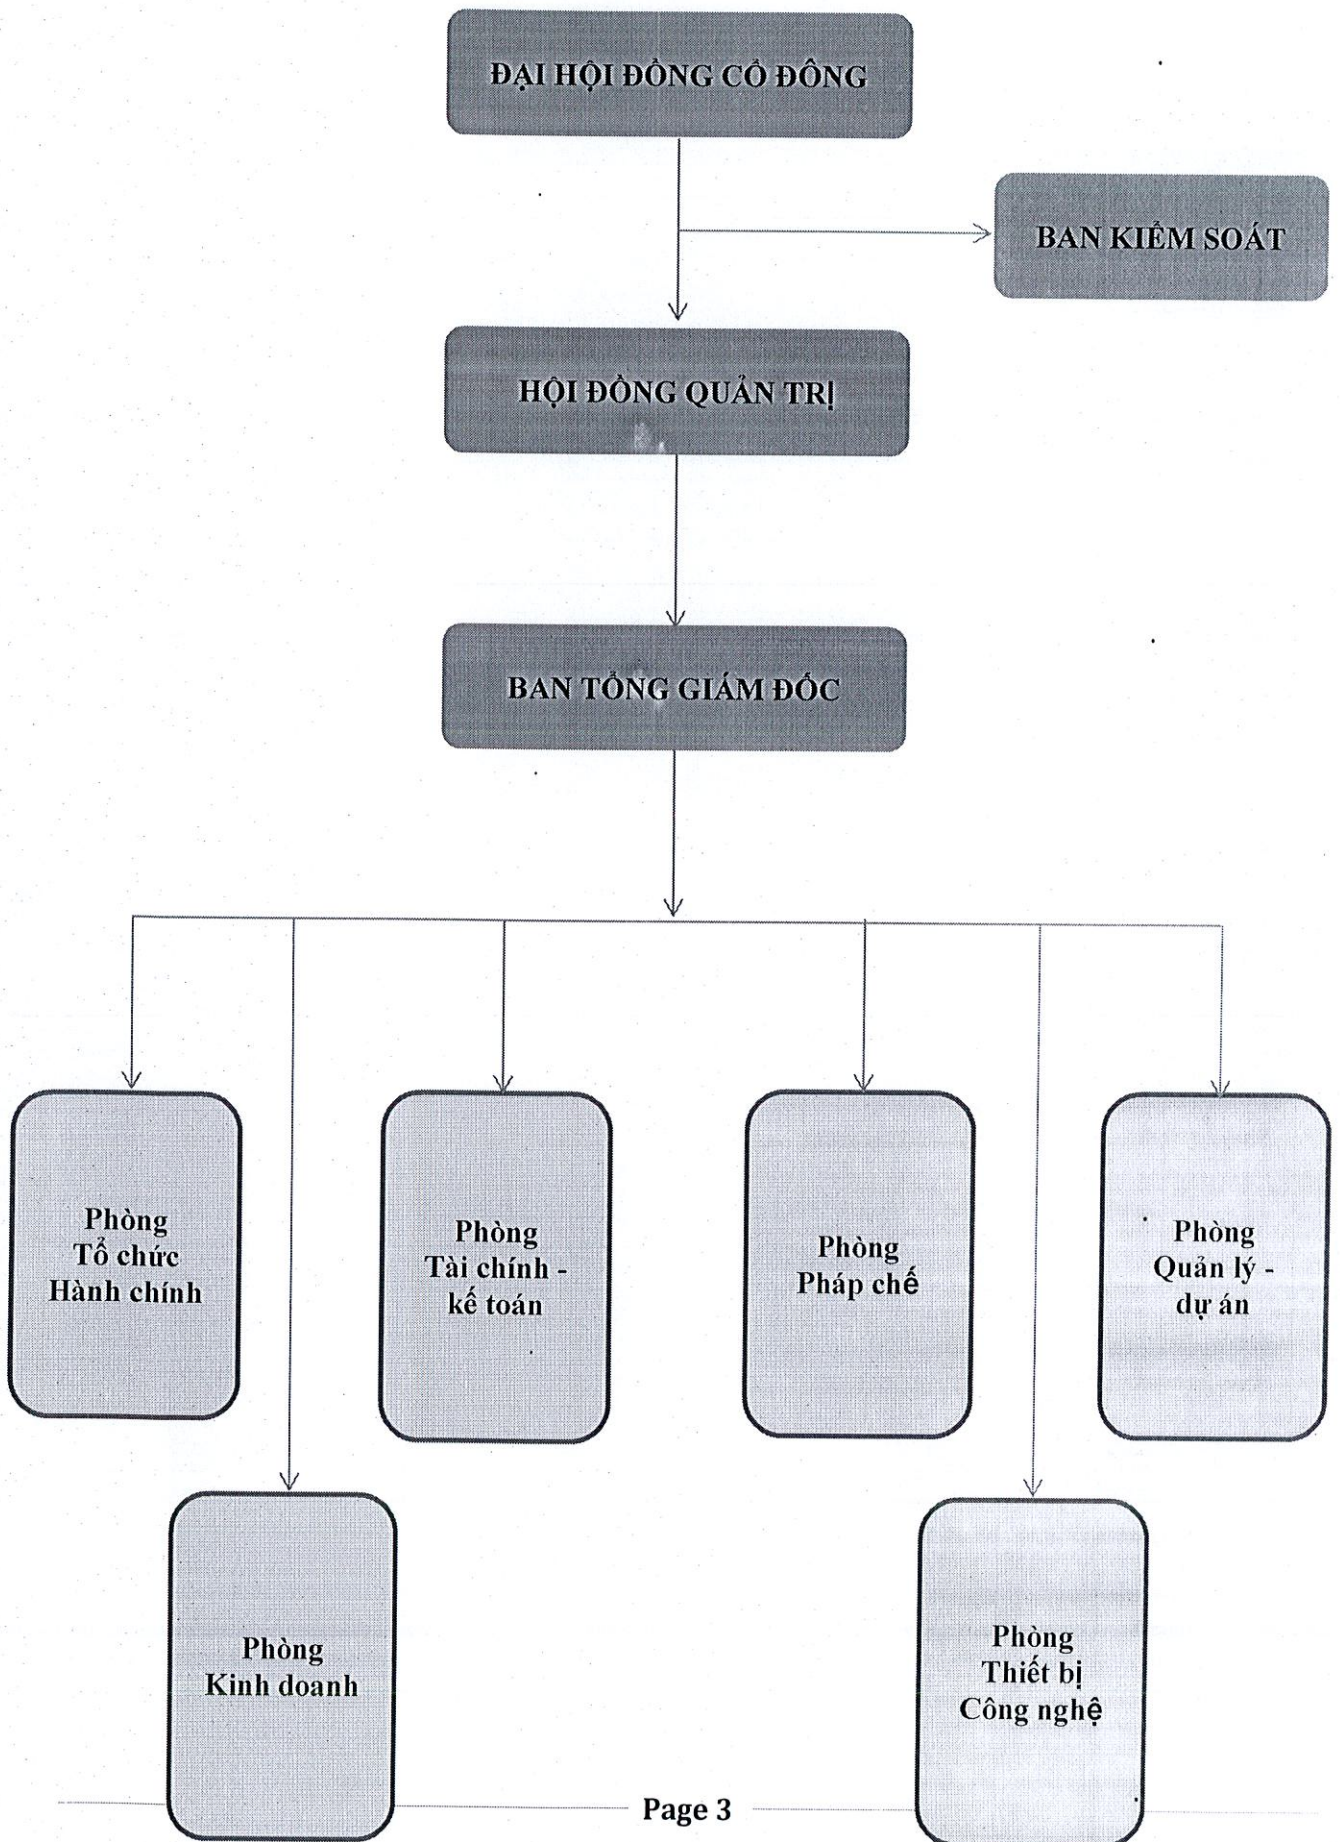 ĐẠI HỘI ĐỒNG CỔ ĐÔNG
BAN KIỂM SOÁT
HỘI ĐỒNG QUẢN TRỊ
BAN TỔNG GIÁM ĐỐC
Phòng
Tổ chức
Hành chính
Phòng
Tài chính -
kế toán
Phòng
Pháp chế
Phòng
Quản lý -
dự án
Phòng
Kinh doanh
Phòng
Thiết bị
Công nghệ
Page 3